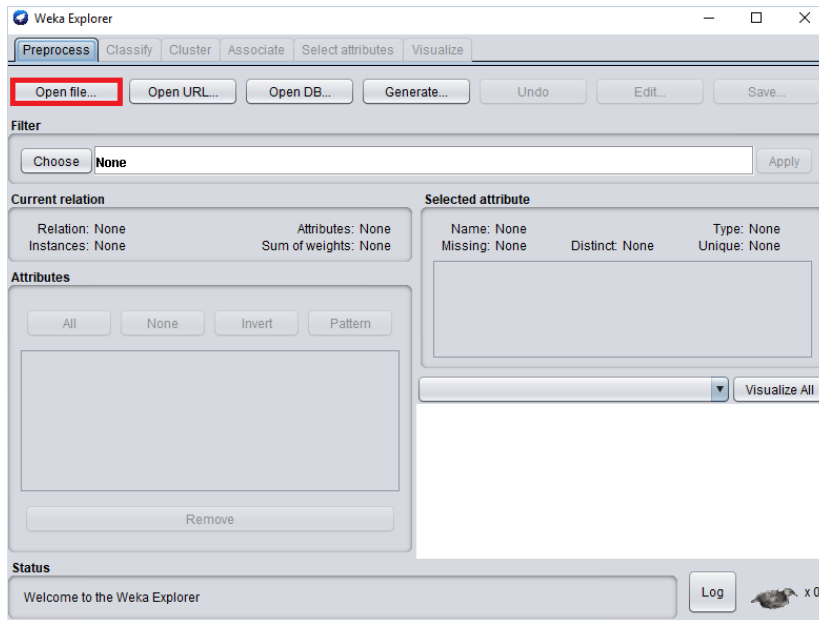 Weka Explorer
Preprocess Classify Cluster Associate Select attributes Visualize
Open file... Open URL... Open DB... Generate... Undo Edit... Save...
Filter
Choose None Apply
Current relation
Relation: None Attributes: None
Instances: None Sum of weights: None
Selected attribute
Name: None Type: None
Missing: None Distinct: None Unique: None
Attributes
All None Invert Pattern
Remove
Visualize All
Status
Welcome to the Weka Explorer
Log x 0